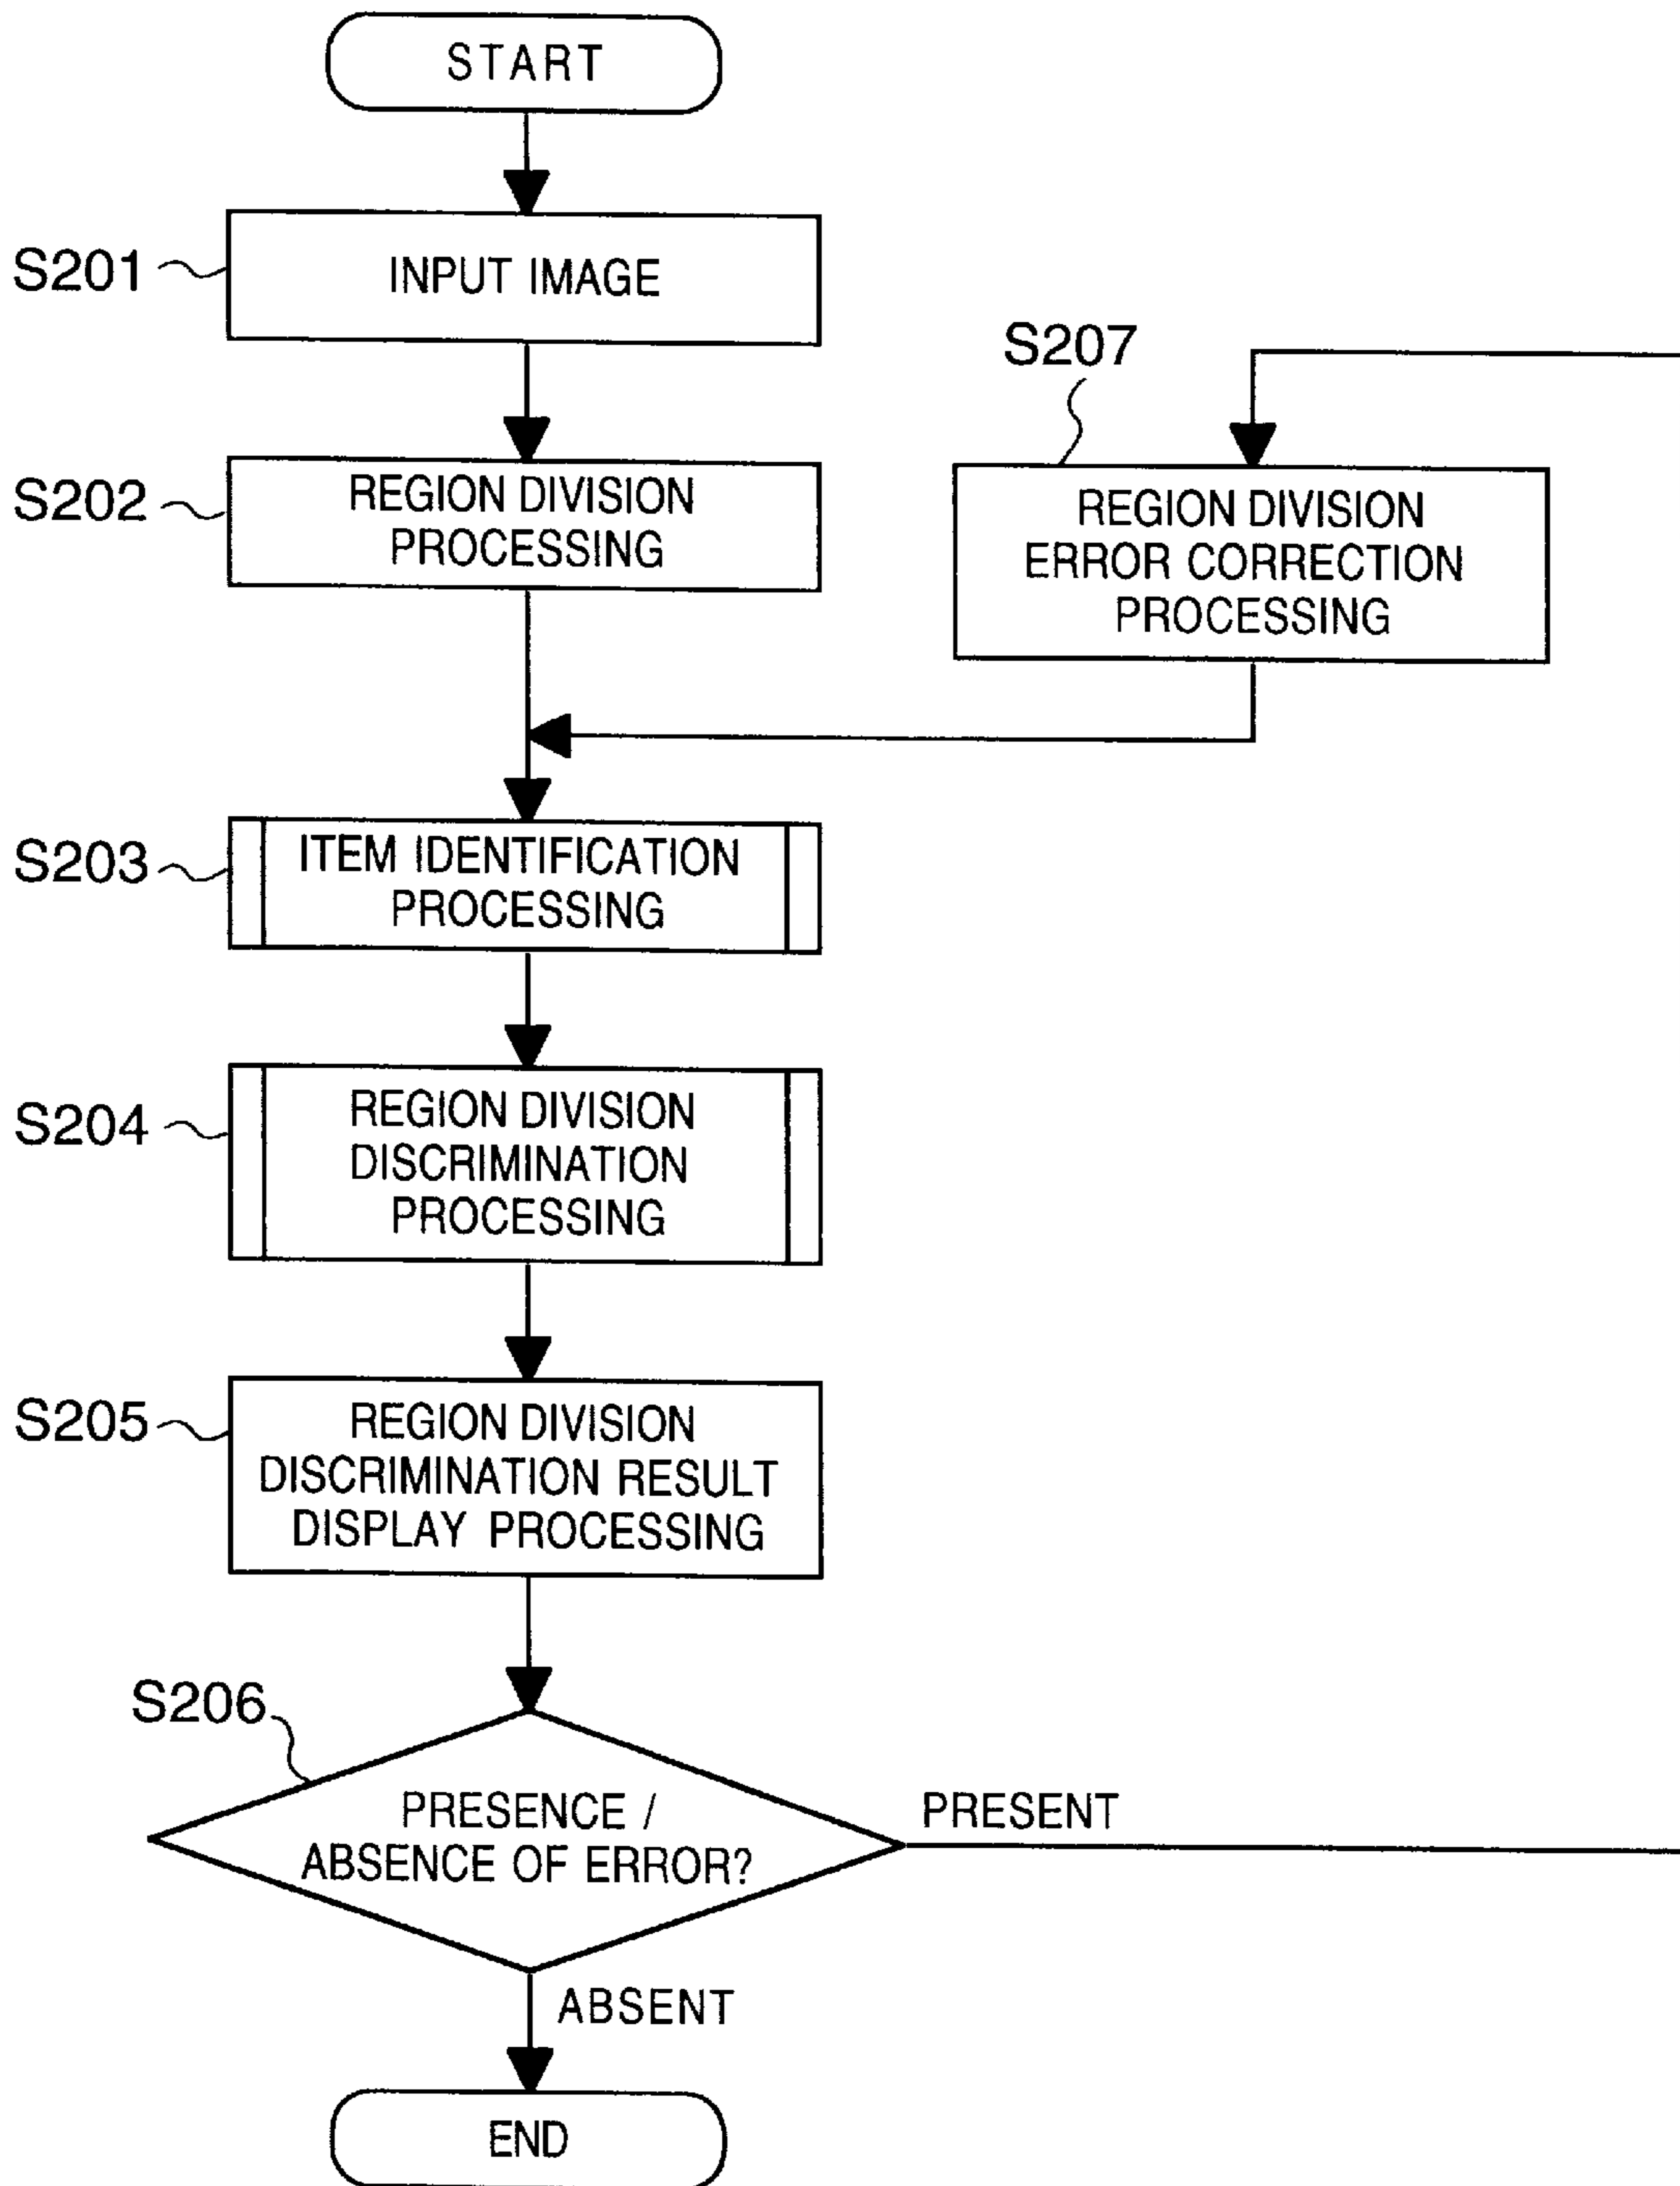 START
S201
INPUT IMAGE
S207
S202
REGION DIVISION
PROCESSING
REGION DIVISION
ERROR CORRECTION
PROCESSING
S203
ITEM IDENTIFICATION
PROCESSING
S204
REGION DIVISION
DISCRIMINATION
PROCESSING
S205
REGION DIVISION
DISCRIMINATION RESULT
DISPLAY PROCESSING
S206
PRESENCE /
ABSENCE OF ERROR?
PRESENT
ABSENT
END